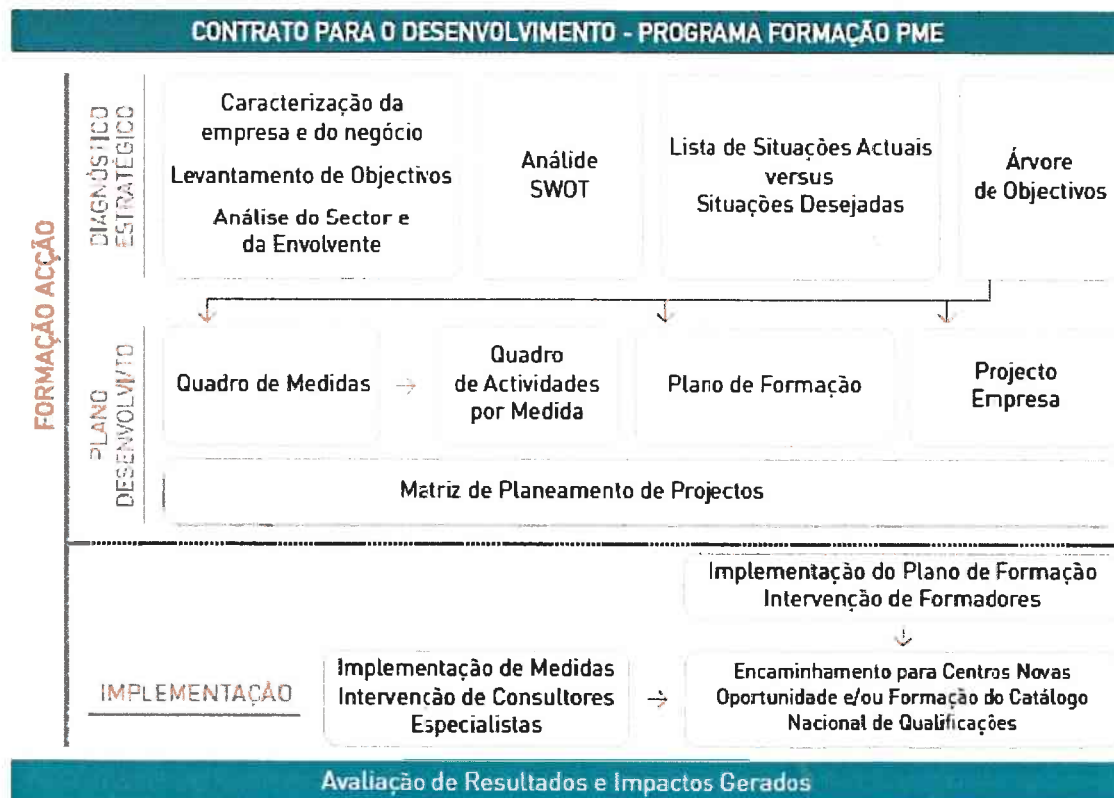 CONTRATO PARA O DESENVOLVIMENTO - PROGRAMA FORMAÇÃO PME
FORMAÇÃO ACÇÃO
DIAGNÓSTICO
ESTRATÉGICO
Caracterização da
empresa e do negócio
Levantamento de Objectivos
Análise do Sector e
da Envolvente
Análide
SWOT
Lista de Situações Actuais
versus
Situações Desejadas
Árvore
de Objectivos
PLANO
DESENVOLVIMTO
Quadro de Medidas
Quadro
de Actividades
por Medida
Plano de Formação
Projecto
Empresa
Matriz de Planeamento de Projectos
IMPLEMENTAÇÃO
Implementação do Plano de Formação
Intervenção de Formadores
Implementação de Medidas
Intervenção de Consultores
Especialistas
Encaminhamento para Centros Novas
Oportunidade e/ou Formação do Catálogo
Nacional de Qualificações
Avaliação de Resultados e Impactos Gerados